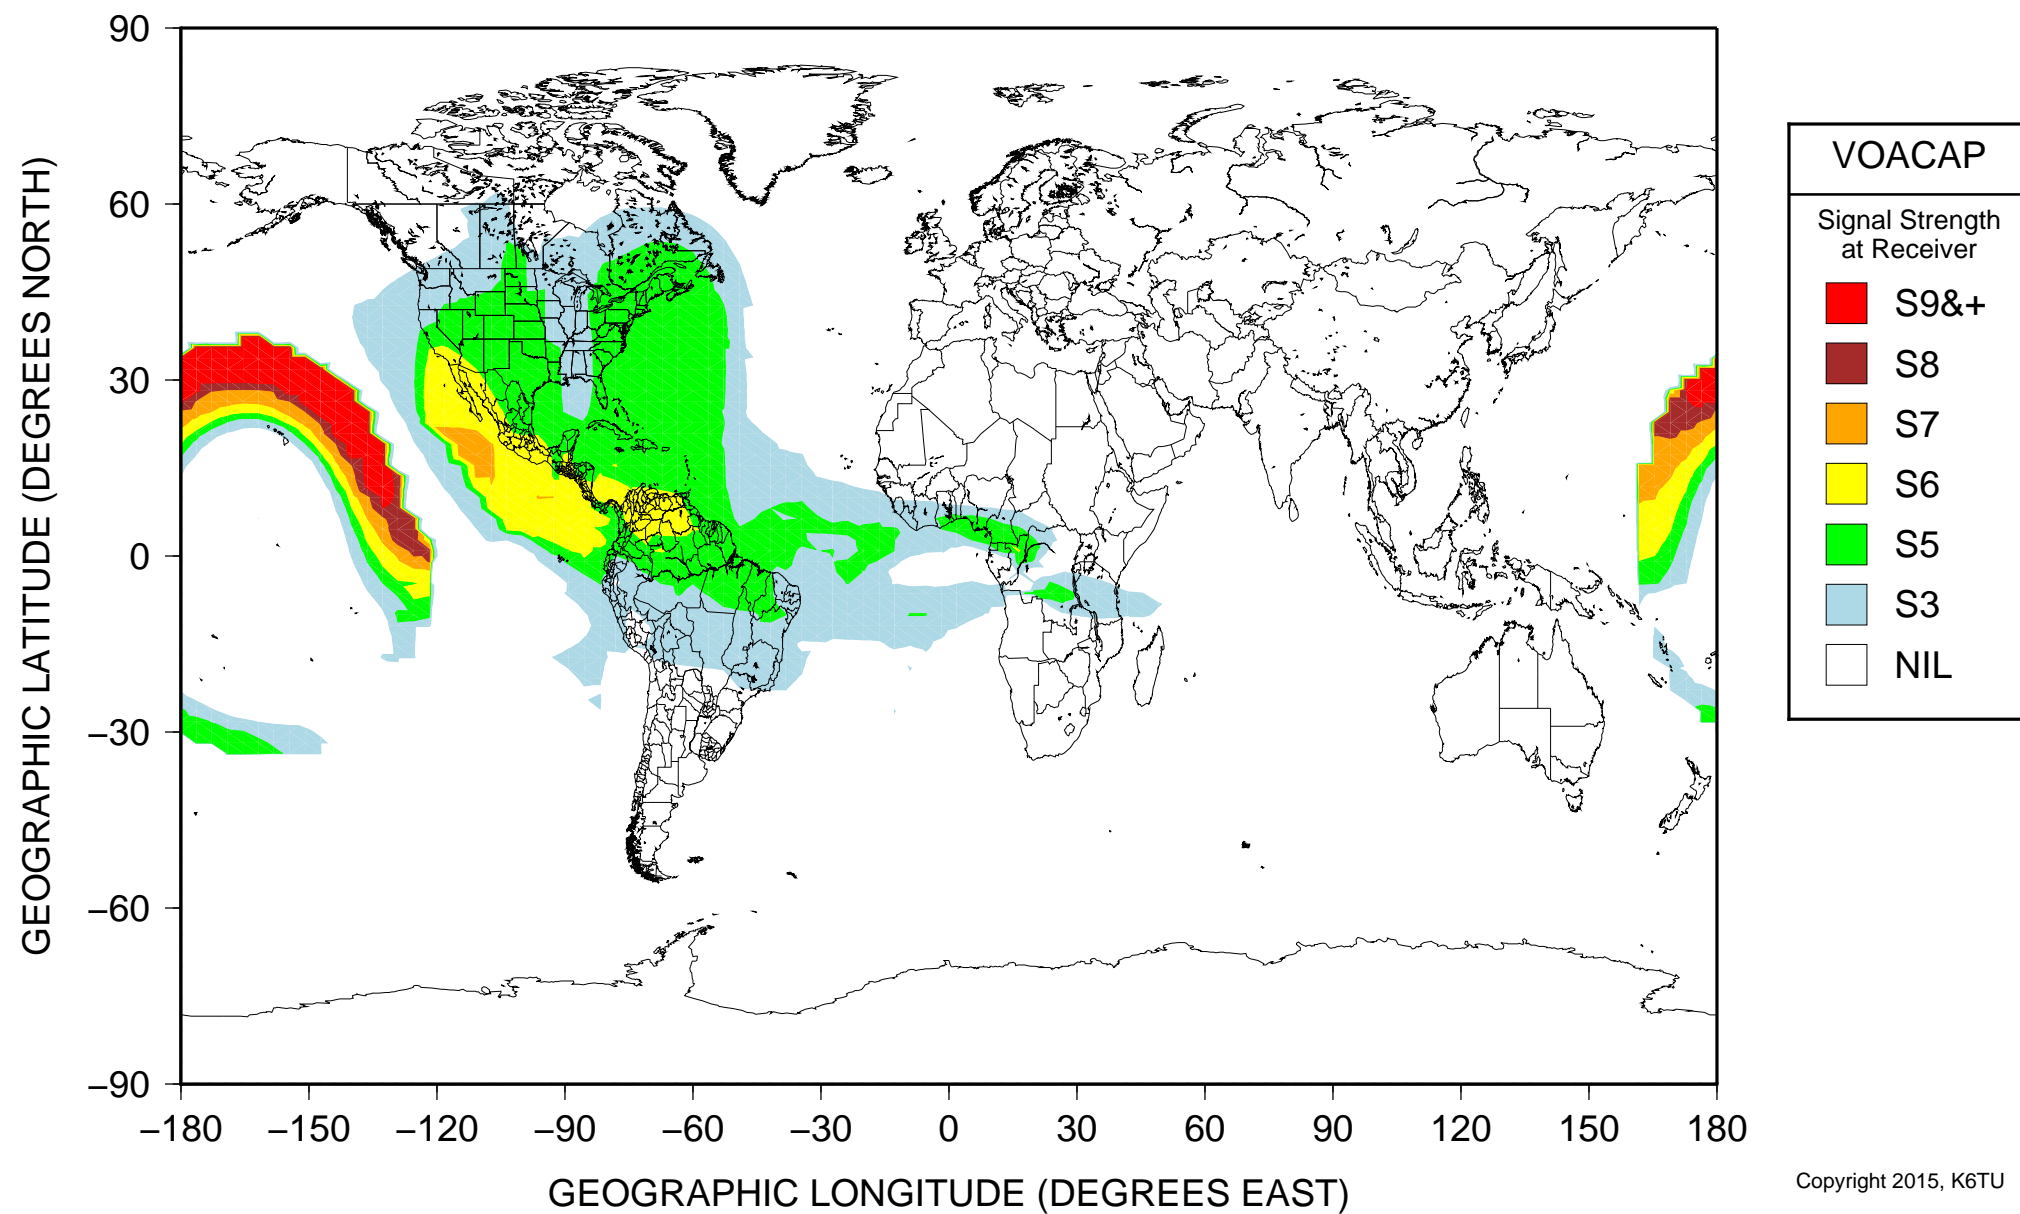 GEOGRAPHIC LATITUDE (DEGREES NORTH)
90
60
30
0
−30
−60
−90
−180 −150 −120 −90 −60 −30 0 30 60 90 120 150 180
GEOGRAPHIC LONGITUDE (DEGREES EAST)
VOACAP
Signal Strength
at Receiver
S9&+
S8
S7
S6
S5
S3
NIL
Copyright 2015, K6TU